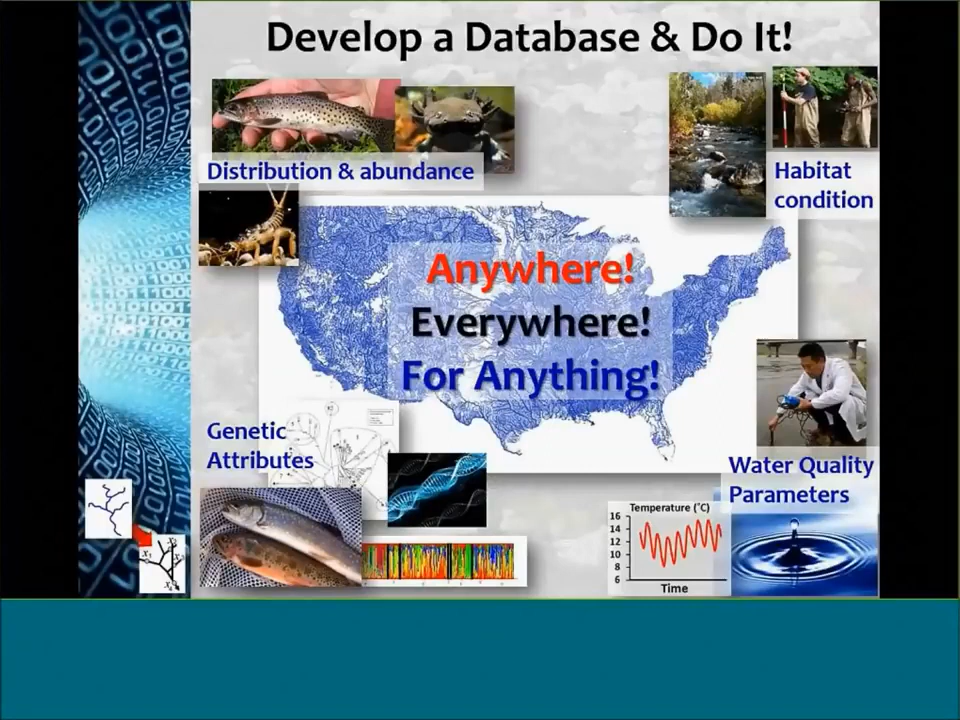 Develop a Database & Do It!
Distribution & abundance
Habitat
condition
Anywhere!
Everywhere!
For Anything!
Genetic
Attributes
Water Quality
Parameters
Temperature (°C)
16
14
12
10
8
6
Time